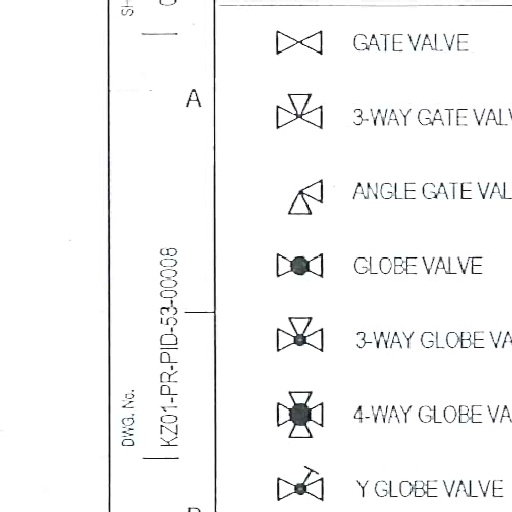 GATE VALVE
A
3-WAY GATE VALV
ANGLE GATE VAL
GLOBE VALVE
3-WAY GLOBE VA
4-WAY GLOBE VA
Y GLOBE VALVE
DWG. No.
KZ01-PR-PID-53-00008
SH